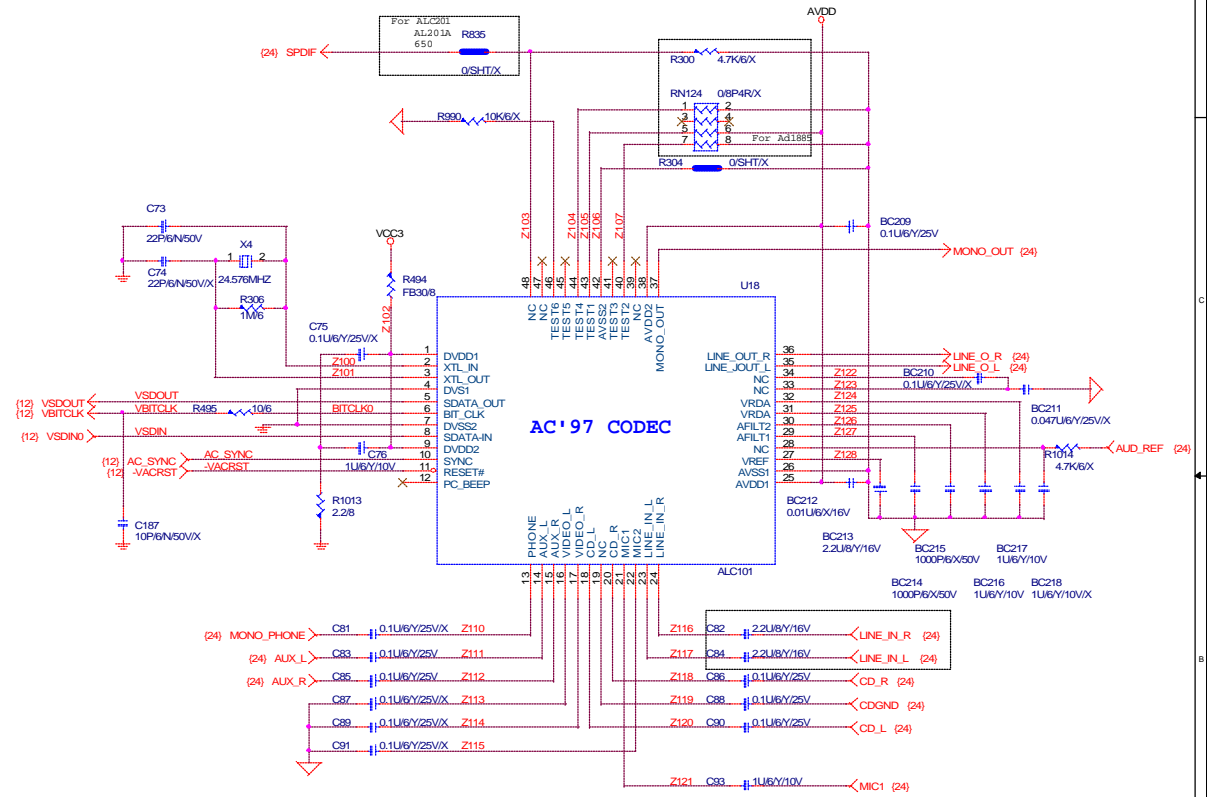 AVDD
For ALC201
AL201A
650
R835
0/SHT/X
{24} SPDIF
R300 4.7K/6/X
RN124 0/8P4R/X
1 2
3 4
5 6
7 8
For Ad1885
R990 10K/6/X
R304 0/SHT/X
C73
22P/6/N/50V
C74
22P/6/N/50V/X
X4
1 2
24.576MHZ
R306
1M/6
VCC3
R494
FB30/8
Z102
C75
0.1U/6/Y/25V/X
Z103
Z104
Z105
Z106
Z107
BC209
0.1U/6/Y/25V
MONO_OUT {24}
U18
48 47 46 45 44 43 42 41 40 39 38 37
NC
NC
TEST6
TEST5
TEST4
TEST1
AVSS2
TEST3
TEST2
NC
AVDD2
MONO_OUT
Z100
Z101
1 DVDD1
2 XTL_IN
3 XTL_OUT
4 DVS1
5 SDATA_OUT
6 BIT_CLK
7 DVSS2
8 SDATA-IN
9 DVDD2
10 SYNC
11 RESET#
12 PC_BEEP
AC'97 CODEC
LINE_OUT_R 36
LINE_JOUT_L 35
NC 34
NC 33
VRDA 32
VRDA 31
AFILT2 30
AFILT1 29
NC 28
VREF 27
AVSS1 26
AVDD1 25
LINE_O_R {24}
LINE_O_L {24}
Z122
Z123
Z124
Z125
Z126
Z127
Z128
BC210
0.1U/6/Y/25V/X
BC211
0.047U/6/Y/25V/X
AUD_REF {24}
R1014
4.7K/6/X
{12} VSDOUT VSDOUT
{12} VBITCLK VBITCLK R495 10/6 BITCLK0
{12} VSDIN0 VSDIN
C76
1U/6/Y/10V
{12} AC_SYNC AC_SYNC
{12} -VACRST -VACRST
R1013
2.2/8
C187
10P/6/N/50V/X
BC212
0.01U/6/X/16V
BC213
2.2U/8/Y/16V
BC215
1000P/6/X/50V
BC217
1U/6/Y/10V
BC214
1000P/6/X/50V
BC216
1U/6/Y/10V
BC218
1U/6/Y/10V/X
ALC101
PHONE
AUX_L
AUX_R
VIDEO_L
VIDEO_R
CD_L
NC
CD_R
MIC1
MIC2
LINE_IN_L
LINE_IN_R
13 14 15 16 17 18 19 20 21 22 23 24
{24} MONO_PHONE C81 0.1U/6/Y/25V/X Z110
{24} AUX_L C83 0.1U/6/Y/25V Z111
{24} AUX_R C85 0.1U/6/Y/25V Z112
C87 0.1U/6/Y/25V/X Z113
C89 0.1U/6/Y/25V/X Z114
C91 0.1U/6/Y/25V/X Z115
Z116 C82 2.2U/8/Y/16V LINE_IN_R {24}
Z117 C84 2.2U/8/Y/16V LINE_IN_L {24}
Z118 C86 0.1U/6/Y/25V CD_R {24}
Z119 C88 0.1U/6/Y/25V CDGND {24}
Z120 C90 0.1U/6/Y/25V CD_L {24}
Z121 C93 1U/6/Y/10V MIC1 {24}
C
B